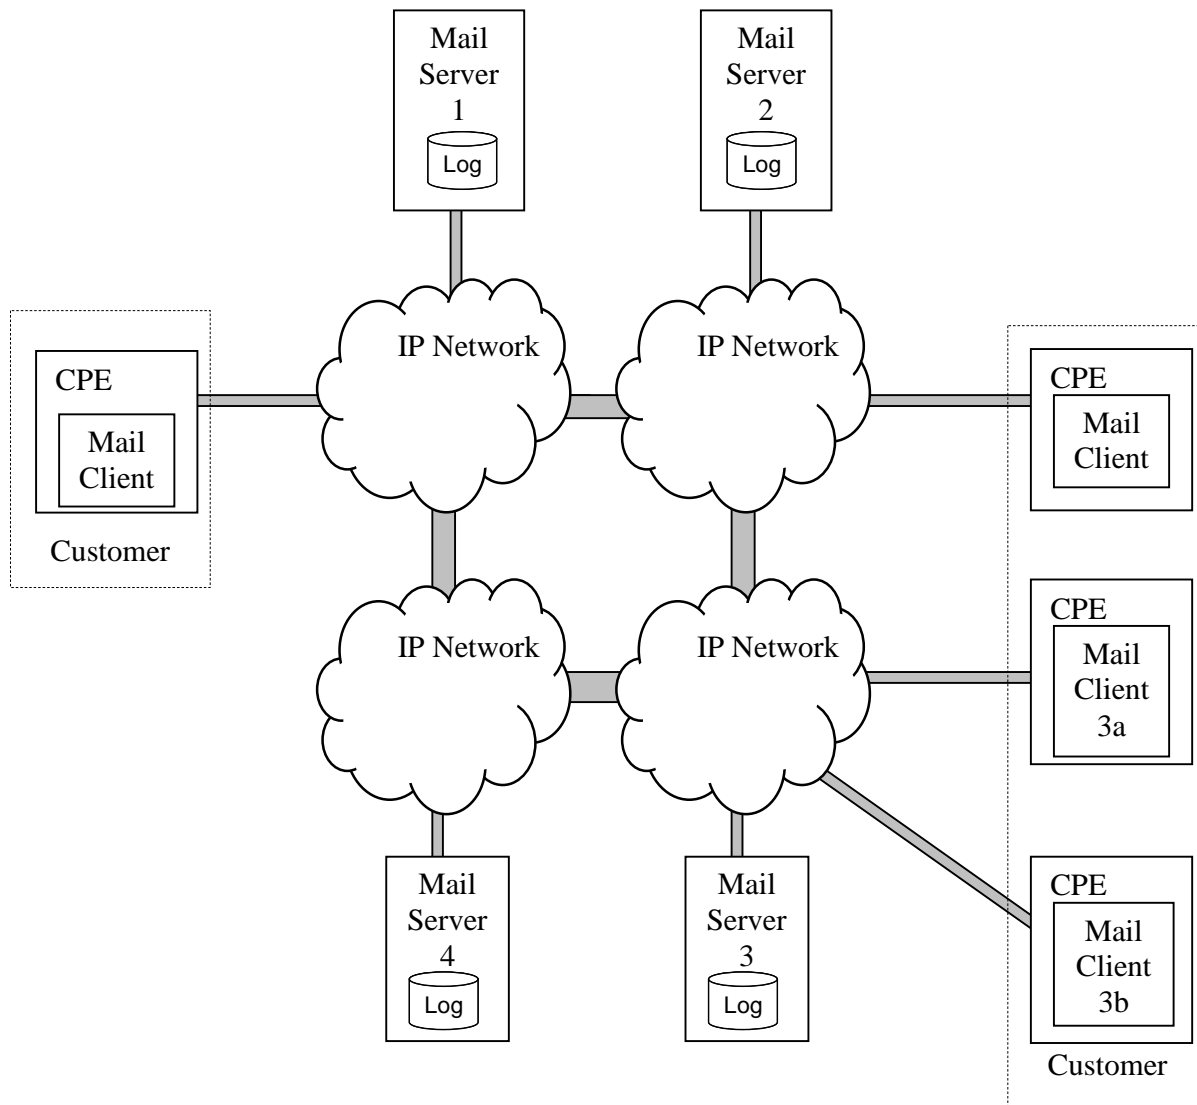 Mail
Server
1
Log
Mail
Server
2
Log
IP Network
IP Network
CPE
Mail
Client
Customer
CPE
Mail
Client
IP Network
IP Network
CPE
Mail
Client
3a
Mail
Server
4
Log
Mail
Server
3
Log
CPE
Mail
Client
3b
Customer